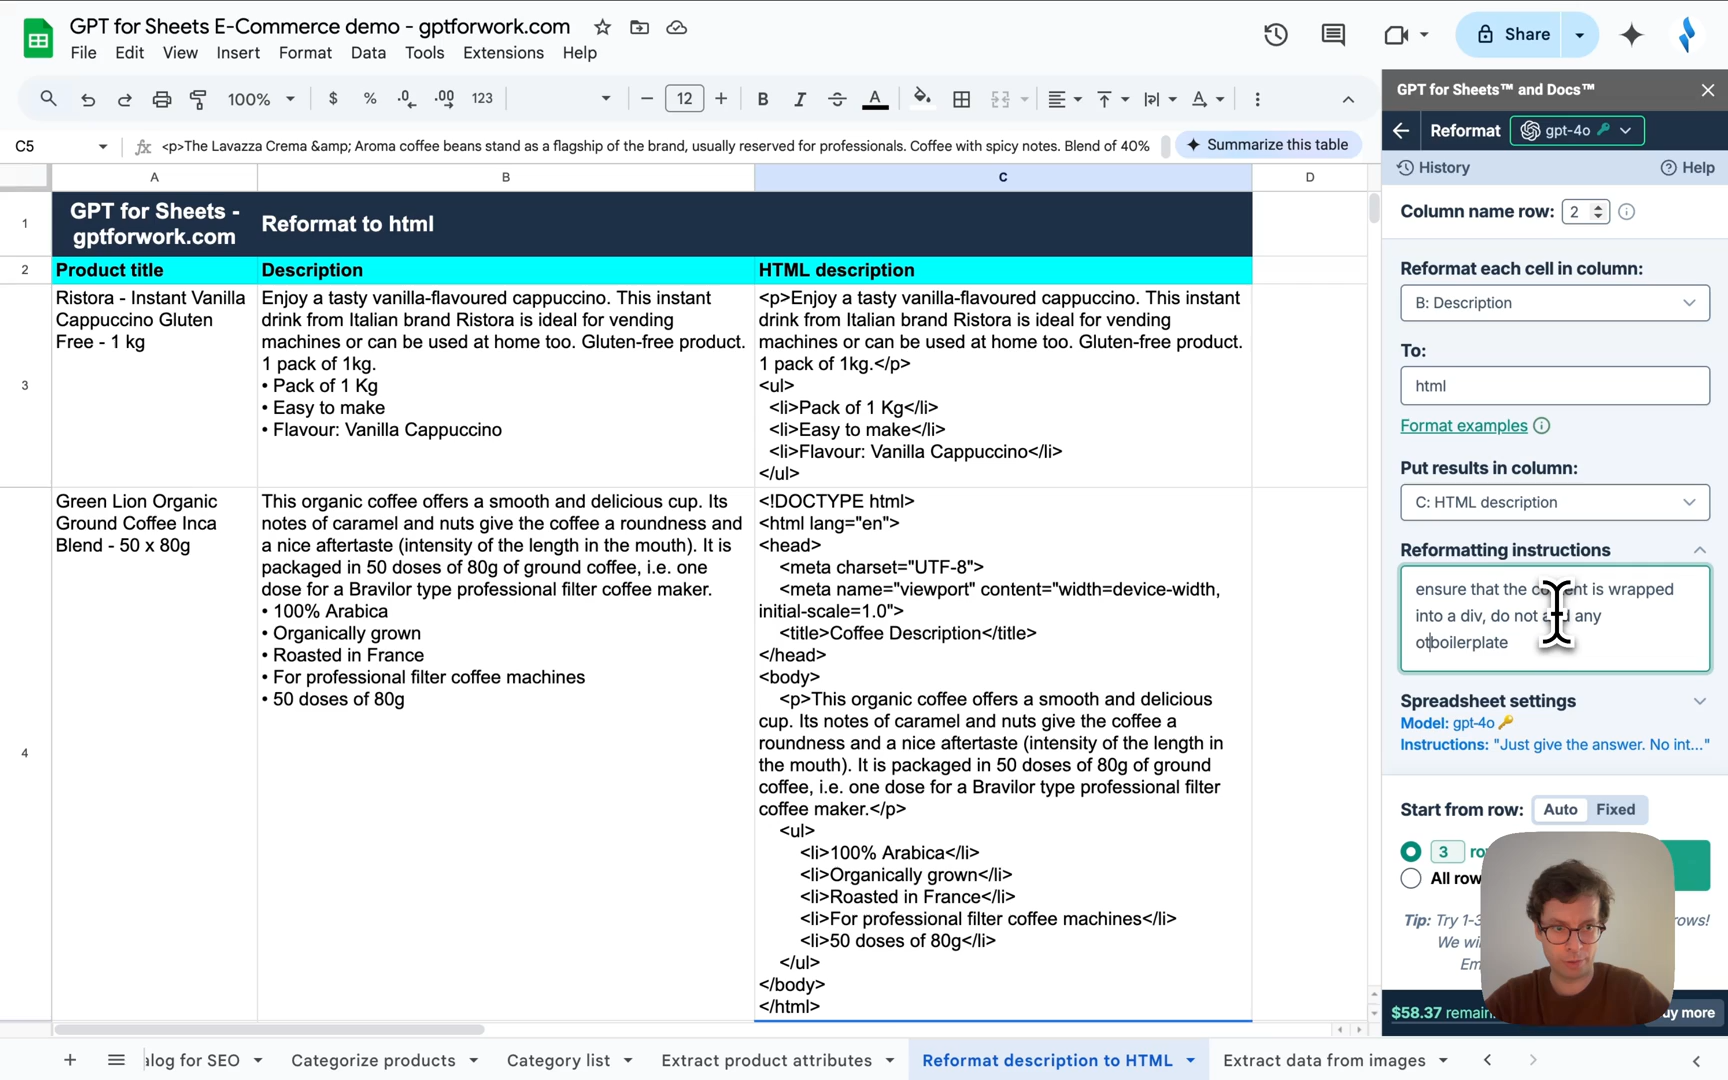 GPT for Sheets E-Commerce demo - gptforwork.com
File Edit View Insert Format Data Tools Extensions Help
Share
100%
$ % .0 .00 123
12
C5
fx <p>The Lavazza Crema &amp; Aroma coffee beans stand as a flagship of the brand, usually reserved for professionals. Coffee with spicy notes. Blend of 40%
Summarize this table
A B C D
1
GPT for Sheets -
gptforwork.com
Reformat to html
2
Product title
Description
HTML description
3
Ristora - Instant Vanilla
Cappuccino Gluten
Free - 1 kg
Enjoy a tasty vanilla-flavoured cappuccino. This instant
drink from Italian brand Ristora is ideal for vending
machines or can be used at home too. Gluten-free product.
1 pack of 1kg.
• Pack of 1 Kg
• Easy to make
• Flavour: Vanilla Cappuccino
<p>Enjoy a tasty vanilla-flavoured cappuccino. This instant
drink from Italian brand Ristora is ideal for vending
machines or can be used at home too. Gluten-free product.
1 pack of 1kg.</p>
<ul>
<li>Pack of 1 Kg</li>
<li>Easy to make</li>
<li>Flavour: Vanilla Cappuccino</li>
</ul>
4
Green Lion Organic
Ground Coffee Inca
Blend - 50 x 80g
This organic coffee offers a smooth and delicious cup. Its
notes of caramel and nuts give the coffee a roundness and
a nice aftertaste (intensity of the length in the mouth). It is
packaged in 50 doses of 80g of ground coffee, i.e. one
dose for a Bravilor type professional filter coffee maker.
• 100% Arabica
• Organically grown
• Roasted in France
• For professional filter coffee machines
• 50 doses of 80g
<!DOCTYPE html>
<html lang="en">
<head>
<meta charset="UTF-8">
<meta name="viewport" content="width=device-width,
initial-scale=1.0">
<title>Coffee Description</title>
</head>
<body>
<p>This organic coffee offers a smooth and delicious
cup. Its notes of caramel and nuts give the coffee a
roundness and a nice aftertaste (intensity of the length in
the mouth). It is packaged in 50 doses of 80g of ground
coffee, i.e. one dose for a Bravilor type professional filter
coffee maker.</p>
<ul>
<li>100% Arabica</li>
<li>Organically grown</li>
<li>Roasted in France</li>
<li>For professional filter coffee machines</li>
<li>50 doses of 80g</li>
</ul>
</body>
</html>
GPT for Sheets™ and Docs™
Reformat gpt-4o
History Help
Column name row: 2
Reformat each cell in column:
B: Description
To:
html
Format examples
Put results in column:
C: HTML description
Reformatting instructions
ensure that the is wrapped
into a div, do not any
otboilerplate
Spreadsheet settings
Model: gpt-4o
Instructions: "Just give the answer. No int..."
Start from row: Auto Fixed
3
All
Tip: Try 1-3
We
$58.37
more
alog for SEO Categorize products Category list Extract product attributes Reformat description to HTML Extract data from images